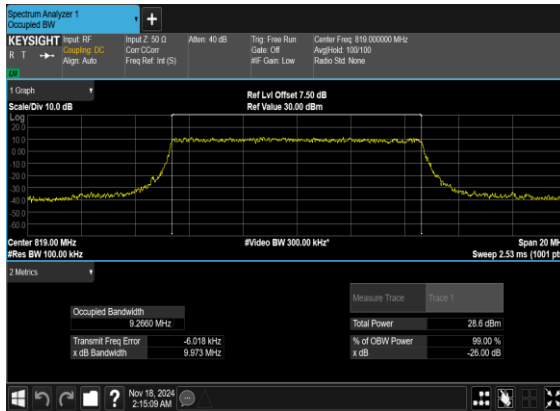 Spectrum Analyzer 1
Occupied BW
+
KEYSIGHT
Input: RF
Input Z: 50 Ω
Atten: 40 dB
Trig: Free Run
Center Freq: 819.000000 MHz
R T
Coupling: DC
Corr CCorr
Gate: Off
Avg|Hold: 100/100
Align: Auto
Freq Ref: Int (S)
#IF Gain: Low
Radio Std: None
1 Graph
Ref Lvl Offset 7.50 dB
Scale/Div 10.0 dB
Ref Value 30.00 dBm
Log
20.0
10.0
0.00
-10.0
-20.0
-30.0
-40.0
-50.0
-60.0
Center 819.00 MHz
#Video BW 300.00 kHz*
Span 20 MH
#Res BW 100.00 kHz
Sweep 2.53 ms (1001 pt
2 Metrics
Measure Trace
Trace 1
Occupied Bandwidth
9.2660 MHz
Total Power
28.6 dBm
Transmit Freq Error
-6.018 kHz
% of OBW Power
99.00 %
x dB Bandwidth
9.973 MHz
x dB
-26.00 dB
?
Nov 18, 2024
2:15:09 AM